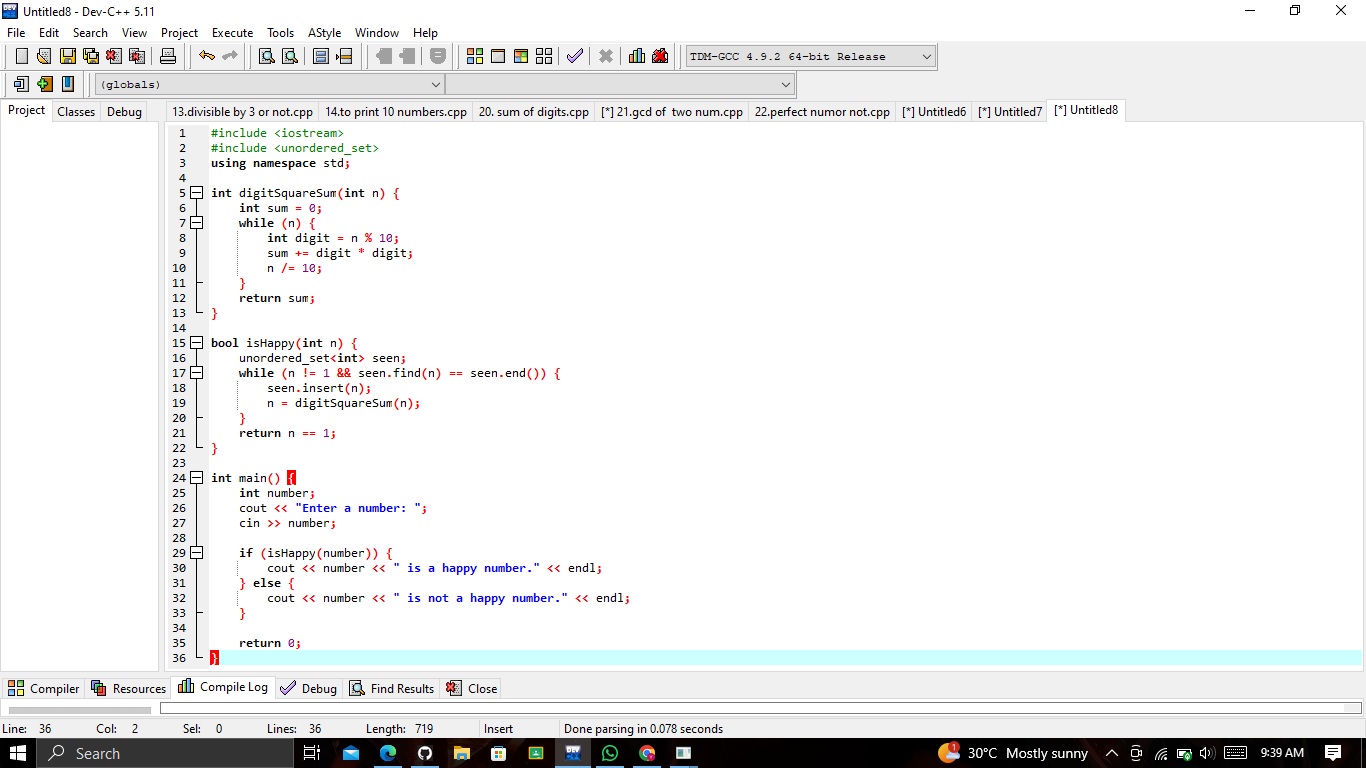 Untitled8 - Dev-C++ 5.11
File Edit Search View Project Execute Tools AStyle Window Help
TDM-GCC 4.9.2 64-bit Release
(globals)
Project Classes Debug
13.divisible by 3 or not.cpp 14.to print 10 numbers.cpp 20. sum of digits.cpp [*] 21.gcd of  two num.cpp 22.perfect numor not.cpp [*] Untitled6 [*] Untitled7 [*] Untitled8
1 #include <iostream>
2 #include <unordered_set>
3 using namespace std;
4
5 int digitSquareSum(int n) {
6     int sum = 0;
7     while (n) {
8         int digit = n % 10;
9         sum += digit * digit;
10         n /= 10;
11     }
12     return sum;
13 }
14
15 bool isHappy(int n) {
16     unordered_set<int> seen;
17     while (n != 1 && seen.find(n) == seen.end()) {
18         seen.insert(n);
19         n = digitSquareSum(n);
20     }
21     return n == 1;
22 }
23
24 int main() {
25     int number;
26     cout << "Enter a number: ";
27     cin >> number;
28
29     if (isHappy(number)) {
30         cout << number << " is a happy number." << endl;
31     } else {
32         cout << number << " is not a happy number." << endl;
33     }
34
35     return 0;
36 }
Compiler Resources Compile Log Debug Find Results Close
Line: 36 Col: 2 Sel: 0 Lines: 36 Length: 719 Insert Done parsing in 0.078 seconds
Search 1 30°C Mostly sunny 9:39 AM